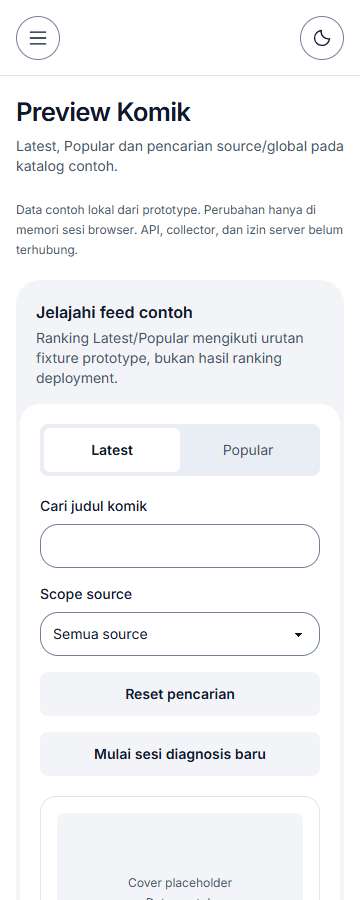 Preview Komik
Latest, Popular dan pencarian source/global pada
katalog contoh.
Data contoh lokal dari prototype. Perubahan hanya di
memori sesi browser. API, collector, dan izin server belum
terhubung.
Jelajahi feed contoh
Ranking Latest/Popular mengikuti urutan
fixture prototype, bukan hasil ranking
deployment.
Latest
Popular
Cari judul komik
Scope source
Semua source
Reset pencarian
Mulai sesi diagnosis baru
Cover placeholder